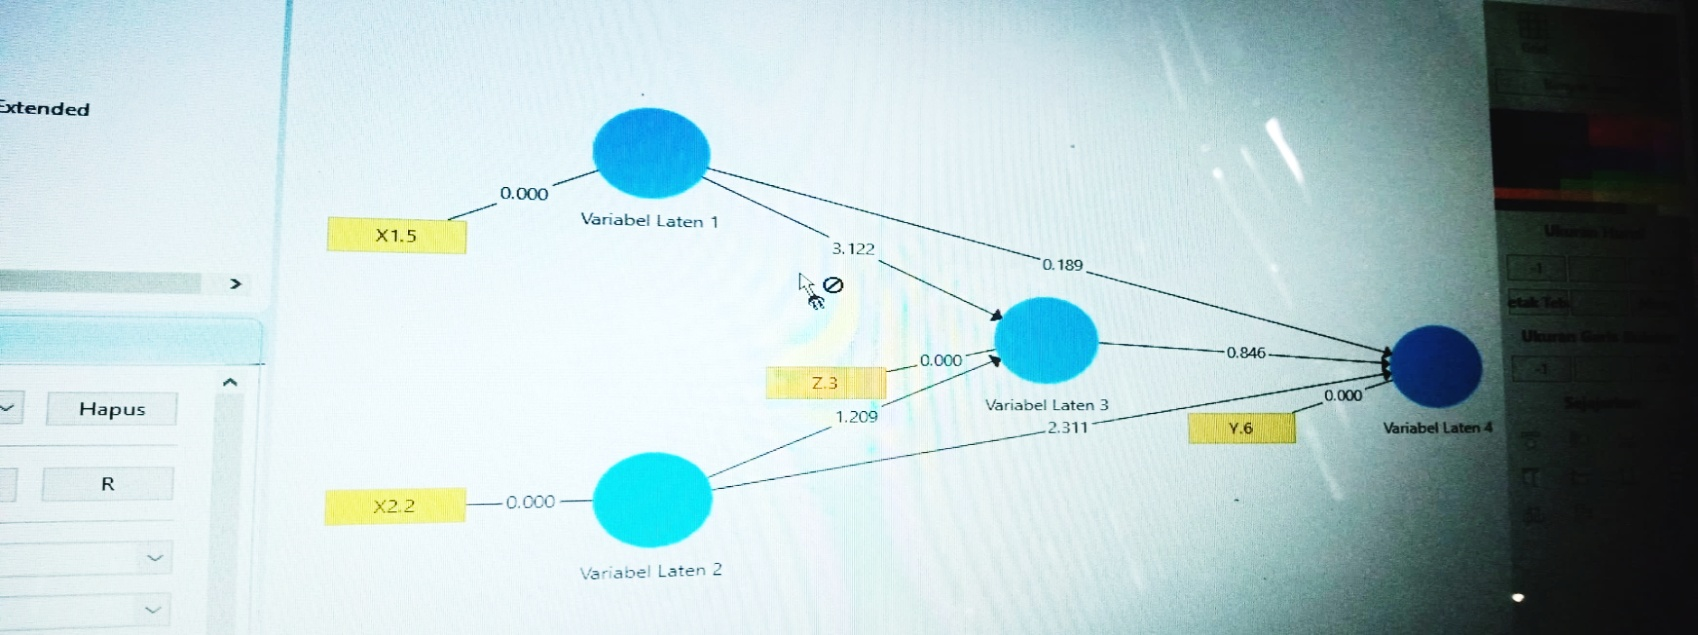 Extended
0.000
Variabel Laten 1
X1.5
3.122
0.189
0.846
0.000
Z.3
0.000
Variabel Laten 3
1.209
2.311
Y.6
Variabel Laten 4
Hapus
R
X2.2
0.000
Variabel Laten 2
-1
-1